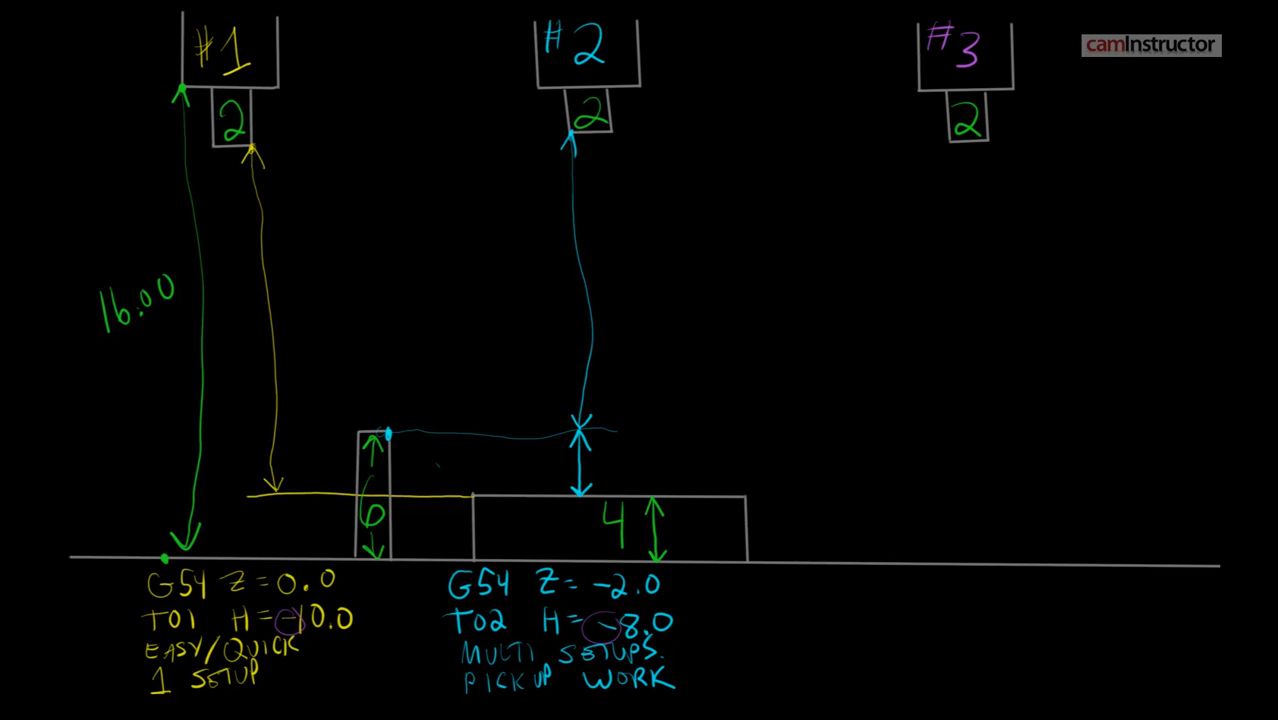 #1
#2
#3
camInstructor
2
2
2
16.00
6
4
G54 Z=0.0
T01 H=-10.0
EASY/QUICK
1 SETUP
G54 Z=-2.0
T02 H=-8.0
MULTI SETUPS.
PICKUP WORK